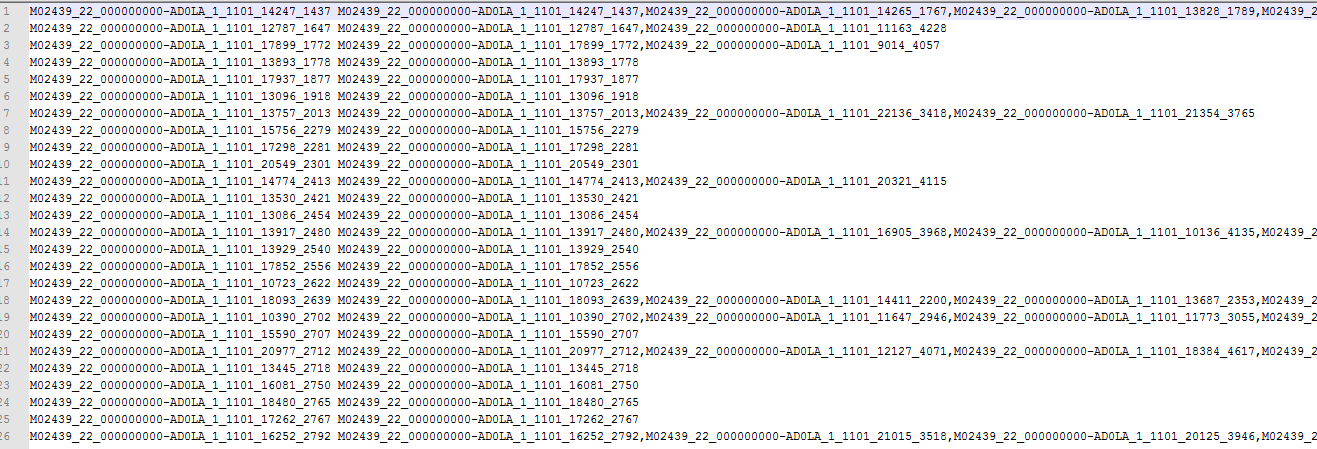 1 M02439_22_000000000-AD0LA_1_1101_14247_1437 M02439_22_000000000-AD0LA_1_1101_14247_1437,M02439_22_000000000-AD0LA_1_1101_14265_1767,M02439_22_000000000-AD0LA_1_1101_13828_1789,M02439_2
2 M02439_22_000000000-AD0LA_1_1101_12787_1647 M02439_22_000000000-AD0LA_1_1101_12787_1647,M02439_22_000000000-AD0LA_1_1101_11163_4228
3 M02439_22_000000000-AD0LA_1_1101_17899_1772 M02439_22_000000000-AD0LA_1_1101_17899_1772,M02439_22_000000000-AD0LA_1_1101_9014_4057
4 M02439_22_000000000-AD0LA_1_1101_13893_1778 M02439_22_000000000-AD0LA_1_1101_13893_1778
5 M02439_22_000000000-AD0LA_1_1101_17937_1877 M02439_22_000000000-AD0LA_1_1101_17937_1877
6 M02439_22_000000000-AD0LA_1_1101_13096_1918 M02439_22_000000000-AD0LA_1_1101_13096_1918
7 M02439_22_000000000-AD0LA_1_1101_13757_2013 M02439_22_000000000-AD0LA_1_1101_13757_2013,M02439_22_000000000-AD0LA_1_1101_22136_3418,M02439_22_000000000-AD0LA_1_1101_21354_3765
8 M02439_22_000000000-AD0LA_1_1101_15756_2279 M02439_22_000000000-AD0LA_1_1101_15756_2279
9 M02439_22_000000000-AD0LA_1_1101_17298_2281 M02439_22_000000000-AD0LA_1_1101_17298_2281
10 M02439_22_000000000-AD0LA_1_1101_20549_2301 M02439_22_000000000-AD0LA_1_1101_20549_2301
11 M02439_22_000000000-AD0LA_1_1101_14774_2413 M02439_22_000000000-AD0LA_1_1101_14774_2413,M02439_22_000000000-AD0LA_1_1101_20321_4115
12 M02439_22_000000000-AD0LA_1_1101_13530_2421 M02439_22_000000000-AD0LA_1_1101_13530_2421
13 M02439_22_000000000-AD0LA_1_1101_13086_2454 M02439_22_000000000-AD0LA_1_1101_13086_2454
14 M02439_22_000000000-AD0LA_1_1101_13917_2480 M02439_22_000000000-AD0LA_1_1101_13917_2480,M02439_22_000000000-AD0LA_1_1101_16905_3968,M02439_22_000000000-AD0LA_1_1101_10136_4135,M02439_2
15 M02439_22_000000000-AD0LA_1_1101_13929_2540 M02439_22_000000000-AD0LA_1_1101_13929_2540
16 M02439_22_000000000-AD0LA_1_1101_17852_2556 M02439_22_000000000-AD0LA_1_1101_17852_2556
17 M02439_22_000000000-AD0LA_1_1101_10723_2622 M02439_22_000000000-AD0LA_1_1101_10723_2622
18 M02439_22_000000000-AD0LA_1_1101_18093_2639 M02439_22_000000000-AD0LA_1_1101_18093_2639,M02439_22_000000000-AD0LA_1_1101_14411_2200,M02439_22_000000000-AD0LA_1_1101_13687_2353,M02439_2
19 M02439_22_000000000-AD0LA_1_1101_10390_2702 M02439_22_000000000-AD0LA_1_1101_10390_2702,M02439_22_000000000-AD0LA_1_1101_11647_2946,M02439_22_000000000-AD0LA_1_1101_11773_3055,M02439_2
20 M02439_22_000000000-AD0LA_1_1101_15590_2707 M02439_22_000000000-AD0LA_1_1101_15590_2707
21 M02439_22_000000000-AD0LA_1_1101_20977_2712 M02439_22_000000000-AD0LA_1_1101_20977_2712,M02439_22_000000000-AD0LA_1_1101_12127_4071,M02439_22_000000000-AD0LA_1_1101_18384_4617,M02439_2
22 M02439_22_000000000-AD0LA_1_1101_13445_2718 M02439_22_000000000-AD0LA_1_1101_13445_2718
23 M02439_22_000000000-AD0LA_1_1101_16081_2750 M02439_22_000000000-AD0LA_1_1101_16081_2750
24 M02439_22_000000000-AD0LA_1_1101_18480_2765 M02439_22_000000000-AD0LA_1_1101_18480_2765
25 M02439_22_000000000-AD0LA_1_1101_17262_2767 M02439_22_000000000-AD0LA_1_1101_17262_2767
26 M02439_22_000000000-AD0LA_1_1101_16252_2792 M02439_22_000000000-AD0LA_1_1101_16252_2792,M02439_22_000000000-AD0LA_1_1101_21015_3518,M02439_22_000000000-AD0LA_1_1101_20125_3946,M02439_2